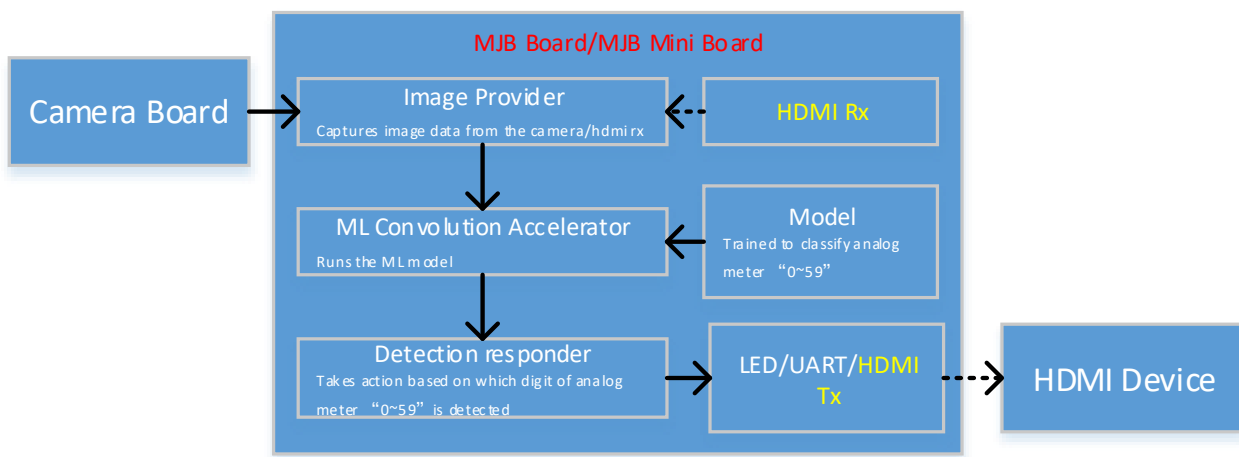 MJB Board/MJB Mini Board
Camera Board
Image Provider
Captures image data from the camera/hdmi rx
HDMI Rx
ML Convolution Accelerator
Runs the ML model
Model
Trained to classify analog
meter “0~59”
Detection responder
Takes action based on which digit of analog
meter “0~59” is detected
LED/UART/HDMI
Tx
HDMI Device